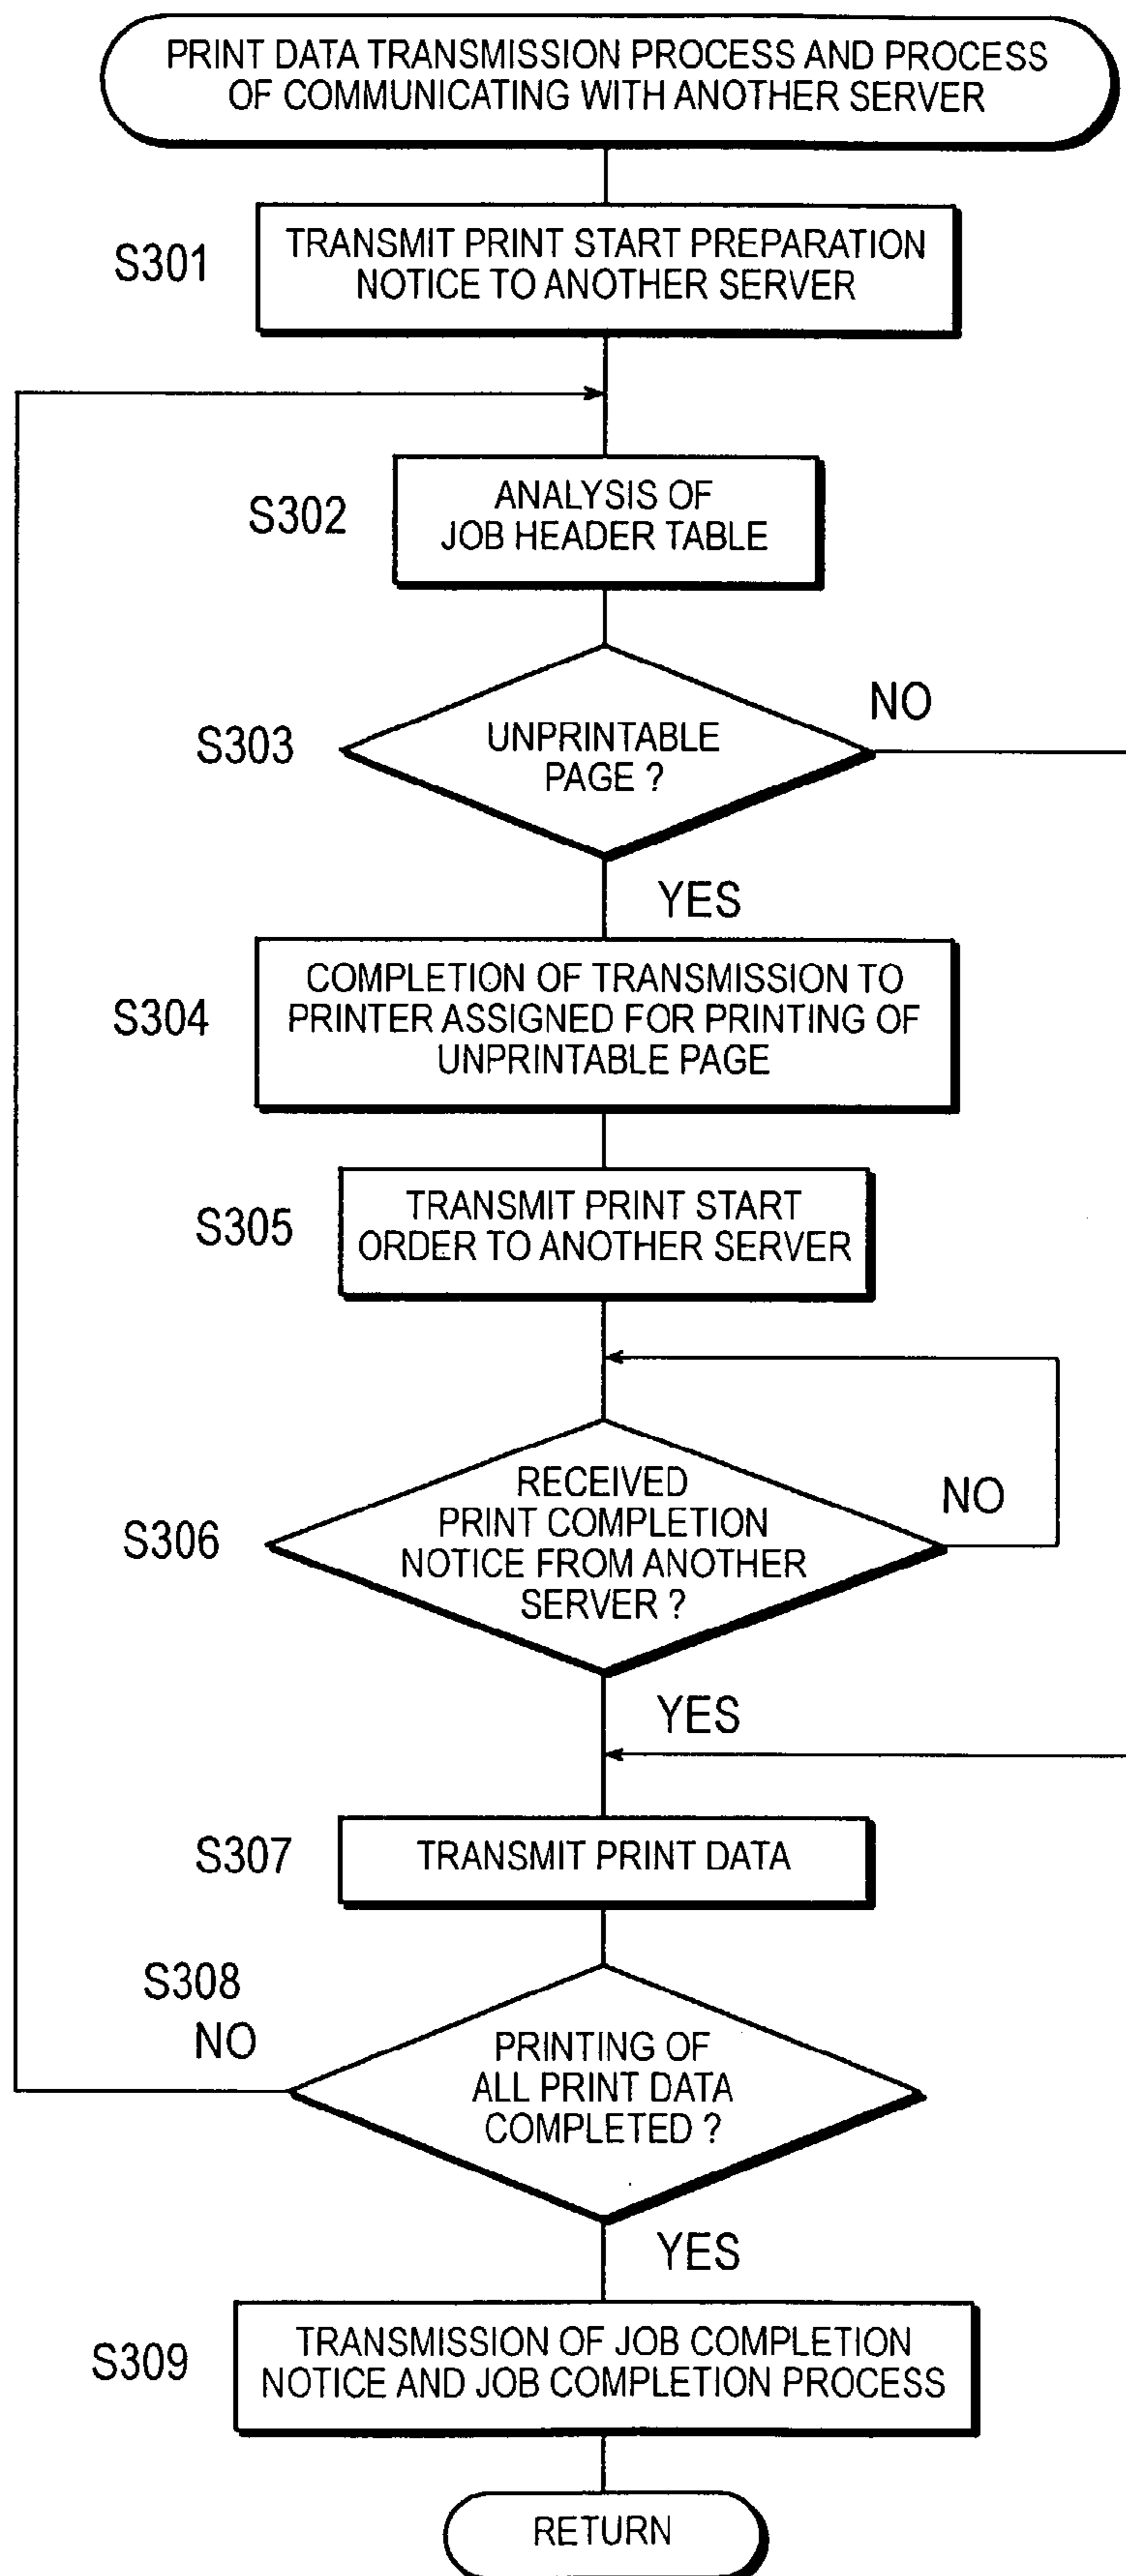 PRINT DATA TRANSMISSION PROCESS AND PROCESS
OF COMMUNICATING WITH ANOTHER SERVER
S301
TRANSMIT PRINT START PREPARATION
NOTICE TO ANOTHER SERVER
S302
ANALYSIS OF
JOB HEADER TABLE
S303
UNPRINTABLE
PAGE ?
NO
YES
S304
COMPLETION OF TRANSMISSION TO
PRINTER ASSIGNED FOR PRINTING OF
UNPRINTABLE PAGE
S305
TRANSMIT PRINT START
ORDER TO ANOTHER SERVER
S306
RECEIVED
PRINT COMPLETION
NOTICE FROM ANOTHER
SERVER ?
NO
YES
S307
TRANSMIT PRINT DATA
S308
NO
PRINTING OF
ALL PRINT DATA
COMPLETED ?
YES
S309
TRANSMISSION OF JOB COMPLETION
NOTICE AND JOB COMPLETION PROCESS
RETURN